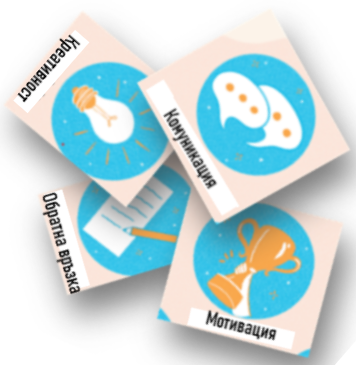 Креативност
Комуникация
Обратна връзка
Мотивация